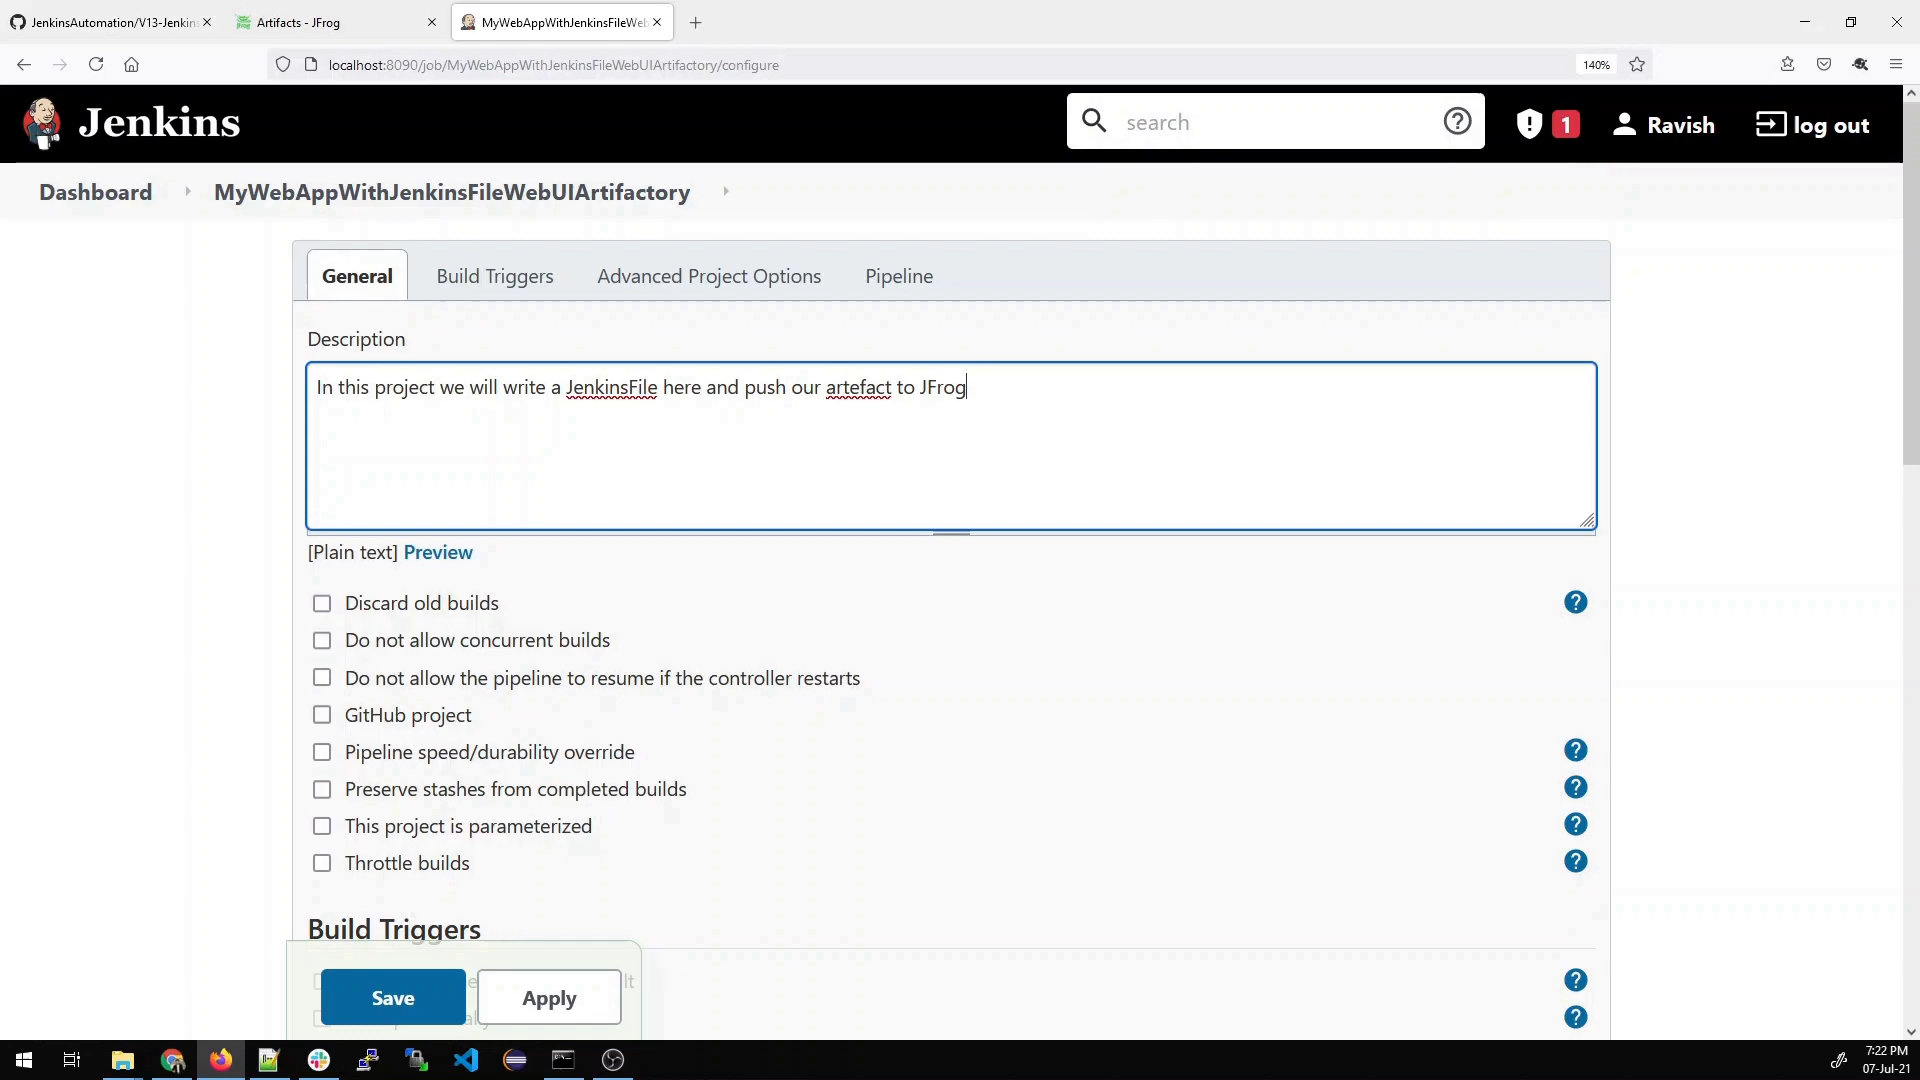 JenkinsAutomation/V13-Jenkins
Artifacts - JFrog
MyWebAppWithJenkinsFileWeb
localhost:8090/job/MyWebAppWithJenkinsFileWebUIArtifactory/configure
140%
Jenkins
search
1
Ravish
log out
Dashboard
MyWebAppWithJenkinsFileWebUIArtifactory
General
Build Triggers
Advanced Project Options
Pipeline
Description
In this project we will write a JenkinsFile here and push our artefact to JFrog
[Plain text] Preview
Discard old builds
Do not allow concurrent builds
Do not allow the pipeline to resume if the controller restarts
GitHub project
Pipeline speed/durability override
Preserve stashes from completed builds
This project is parameterized
Throttle builds
Build Triggers
Save
Apply
7:22 PM
07-Jul-21